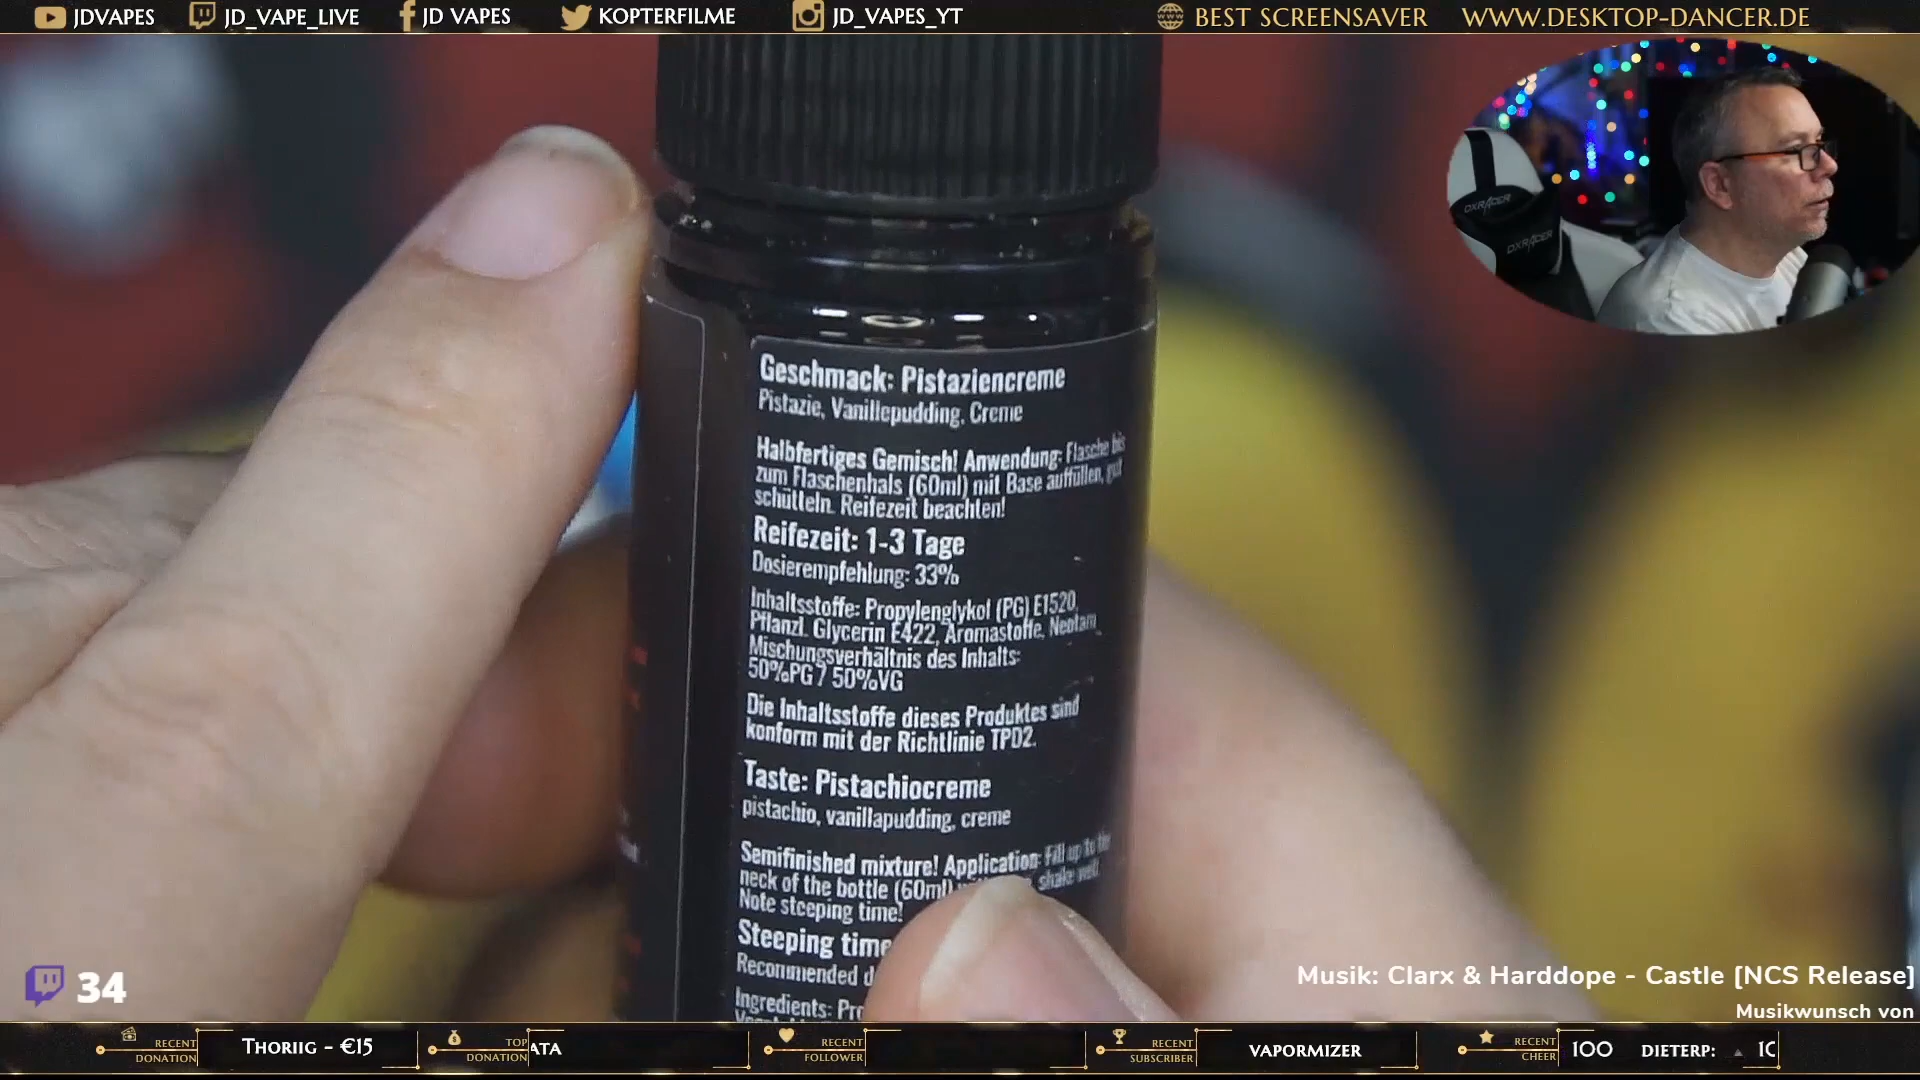 JDVAPES
JD_VAPE_LIVE
JD VAPES
KOPTERFILME
JD_VAPES_YT
BEST SCREENSAVER
WWW.DESKTOP-DANCER.DE
DXRACER
DXRACER
Geschmack: Pistaziencreme
Pistazie, Vanillepudding, Creme
Halbfertiges Gemisch! Anwendung: Flasche bis
zum Flaschenhals (60ml) mit Base auffüllen, gut
schütteln. Reifezeit beachten!
Reifezeit: 1-3 Tage
Dosierempfehlung: 33%
Inhaltsstoffe: Propylenglykol (PG) E1520,
Pflanzl. Glycerin E422, Aromastoffe, Neotam
Mischungsverhältnis des Inhalts:
50%PG / 50%VG
Die Inhaltsstoffe dieses Produktes sind
konform mit der Richtlinie TPD2.
Taste: Pistachiocreme
pistachio, vanillapudding, creme
Semifinished mixture! Application: Fill up to the
neck of the bottle (60ml) shake well.
Note steeping time!
Steeping time
Recommended d
Ingredients: Pro
34
Musik: Clarx & Harddope - Castle [NCS Release]
Musikwunsch von
RECENT DONATION
THORIIG - €15
TOP DONATION
ATA
RECENT FOLLOWER
RECENT SUBSCRIBER
VAPORMIZER
RECENT CHEER
100 DIETERP: 10